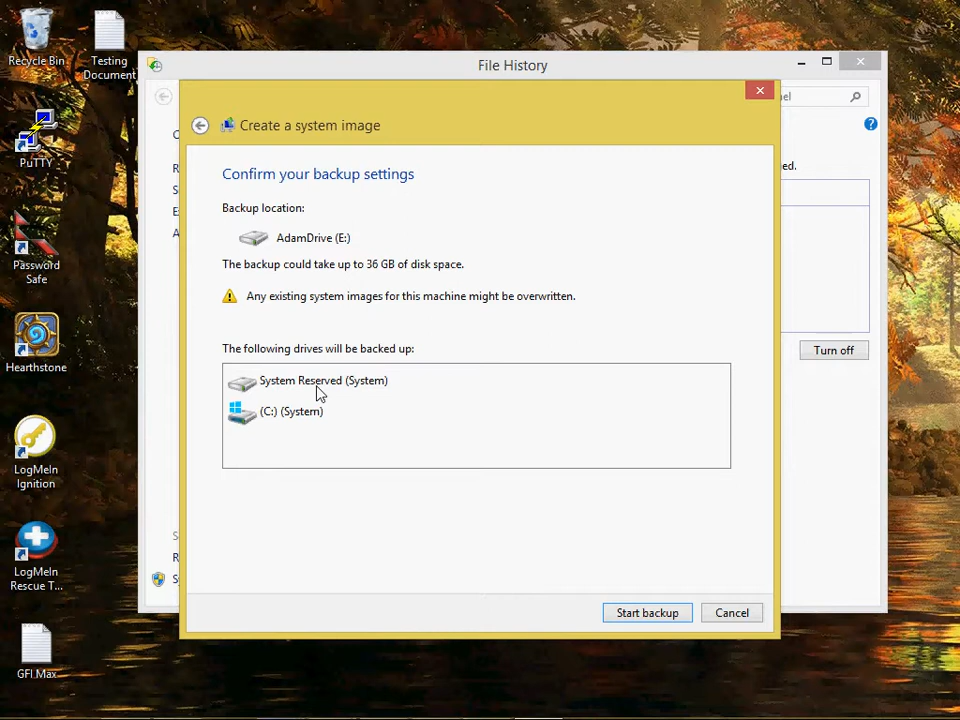 Recycle Bin
Testing
Document
PuTTY
Password
Safe
Hearthstone
LogMeIn
Ignition
LogMeIn
Rescue T...
GFI.Max
File History
nel
ed.
Turn off
Create a system image
Confirm your backup settings
Backup location:
AdamDrive (E:)
The backup could take up to 36 GB of disk space.
Any existing system images for this machine might be overwritten.
The following drives will be backed up:
System Reserved (System)
(C:) (System)
Start backup
Cancel